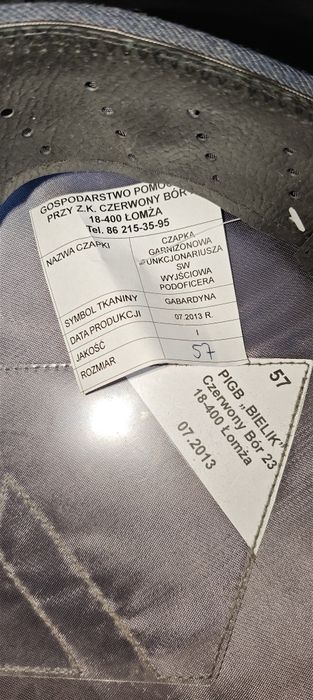 GOSPODARSTWO POMOC
PRZY Z.K. CZERWONY BÓR
18-400 ŁOMŻA
Tel. 86 215-35-95
NAZWA CZAPKI
CZAPKA
GARNIZONOWA
FUNKCJONARIUSZA
SW
WYJŚCIOWA
PODOFICERA
SYMBOL TKANINY GABARDYNA
DATA PRODUKCJI 07.2013 R.
JAKOŚĆ I
ROZMIAR 57
57
PIGB „BIELIK"
Czerwony Bór 23
18-400 Łomża
07.2013